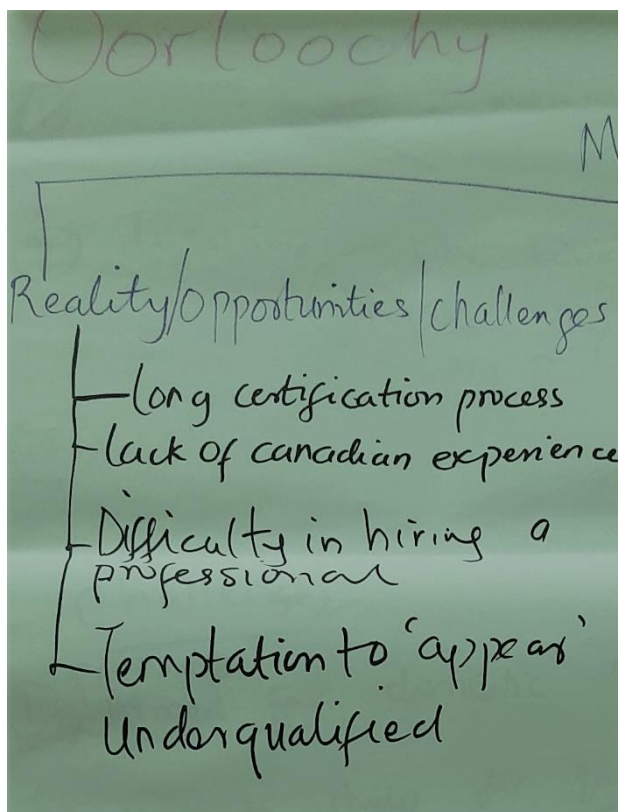 Oorloochy
M
Reality/opportunities/challenges
- long certification process
- lack of canadian experience
- Difficulty in hiring a
professional
- Temptation to 'appear'
Underqualified